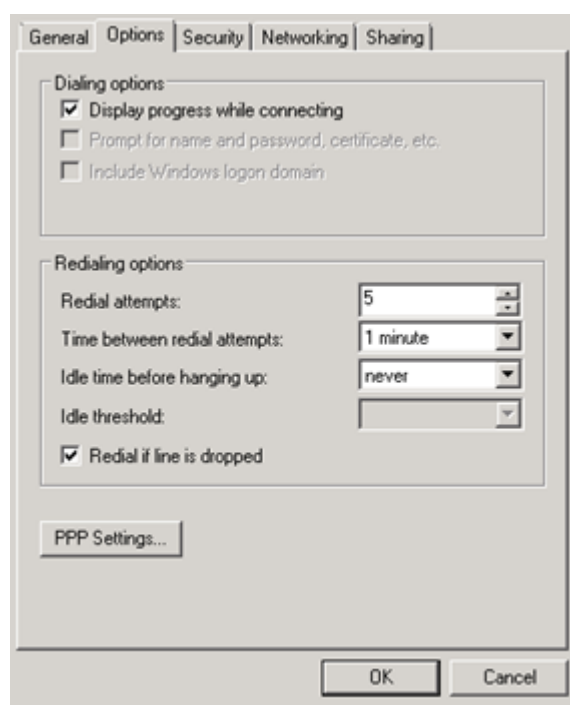 General Options Security Networking Sharing
Dialing options
Display progress while connecting
Prompt for name and password, certificate, etc.
Include Windows logon domain
Redialing options
Redial attempts: 5
Time between redial attempts: 1 minute
Idle time before hanging up: never
Idle threshold:
Redial if line is dropped
PPP Settings...
OK Cancel